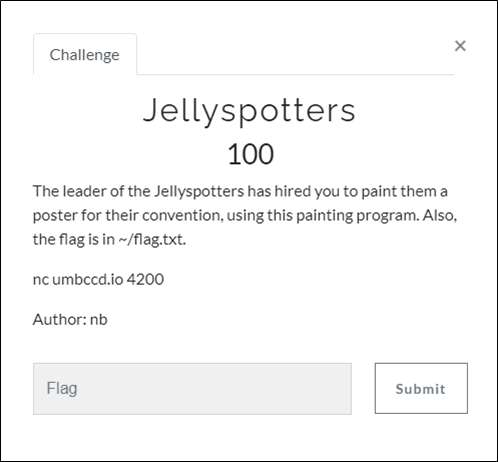 Challenge
×
Jellyspotters
100
The leader of the Jellyspotters has hired you to paint them a
poster for their convention, using this painting program. Also,
the flag is in ~/flag.txt.
nc umbccd.io 4200
Author: nb
Flag
Submit